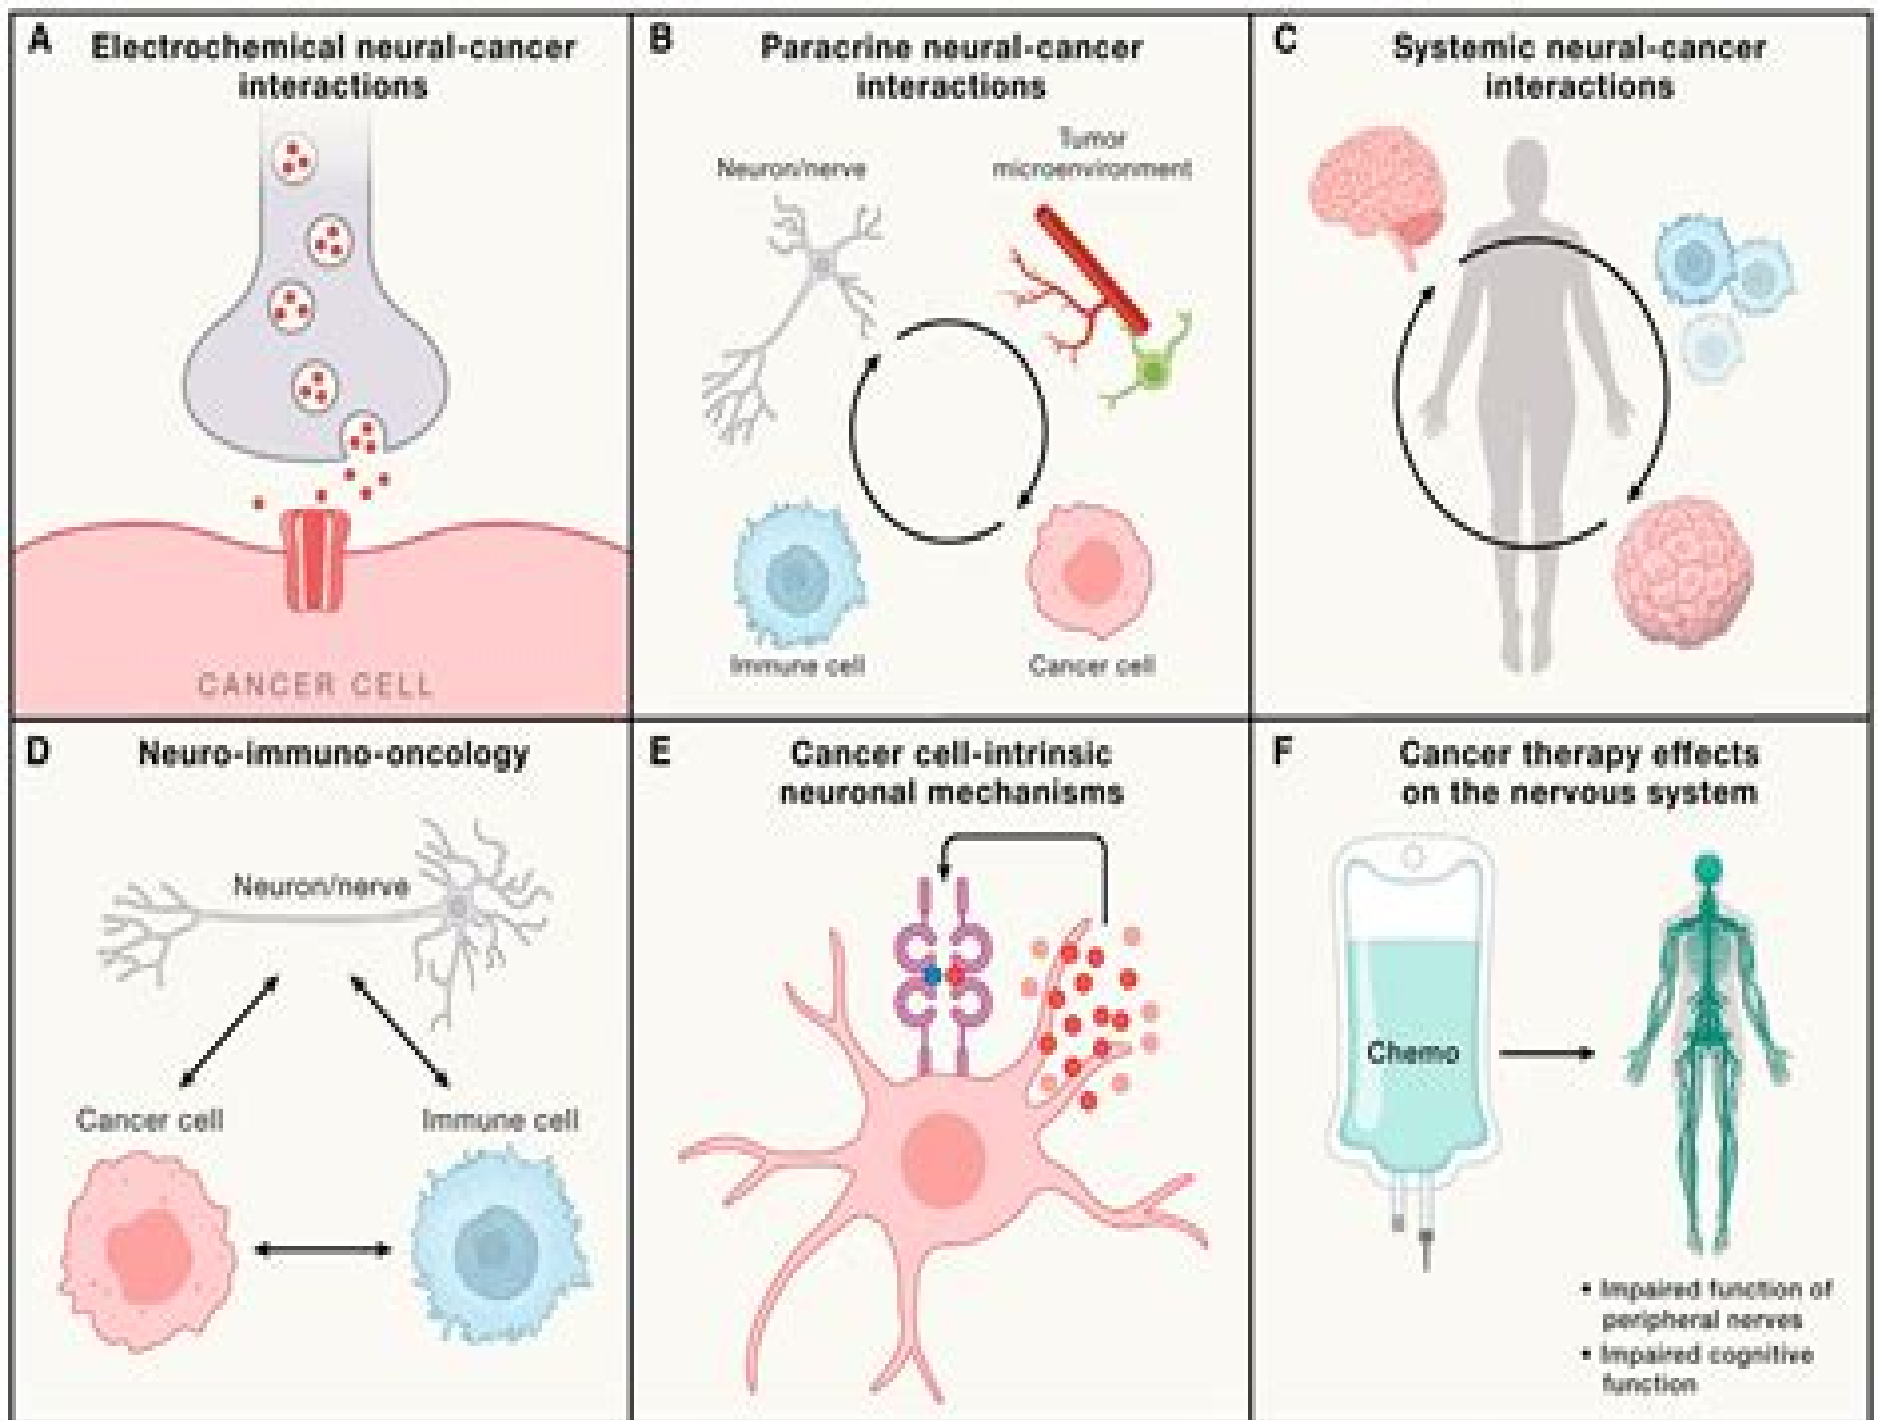 A
Electrochemical neural-cancer
interactions
CANCER CELL
B
Paracrine neural-cancer
interactions
Neuron/nerve
Tumor
microenvironment
Immune cell
Cancer cell
C
Systemic neural-cancer
interactions
D
Neuro-immuno-oncology
Neuron/nerve
Cancer cell
Immune cell
E
Cancer cell-intrinsic
neuronal mechanisms
F
Cancer therapy effects
on the nervous system
Chemo
• Impaired function of
peripheral nerves
• Impaired cognitive
function